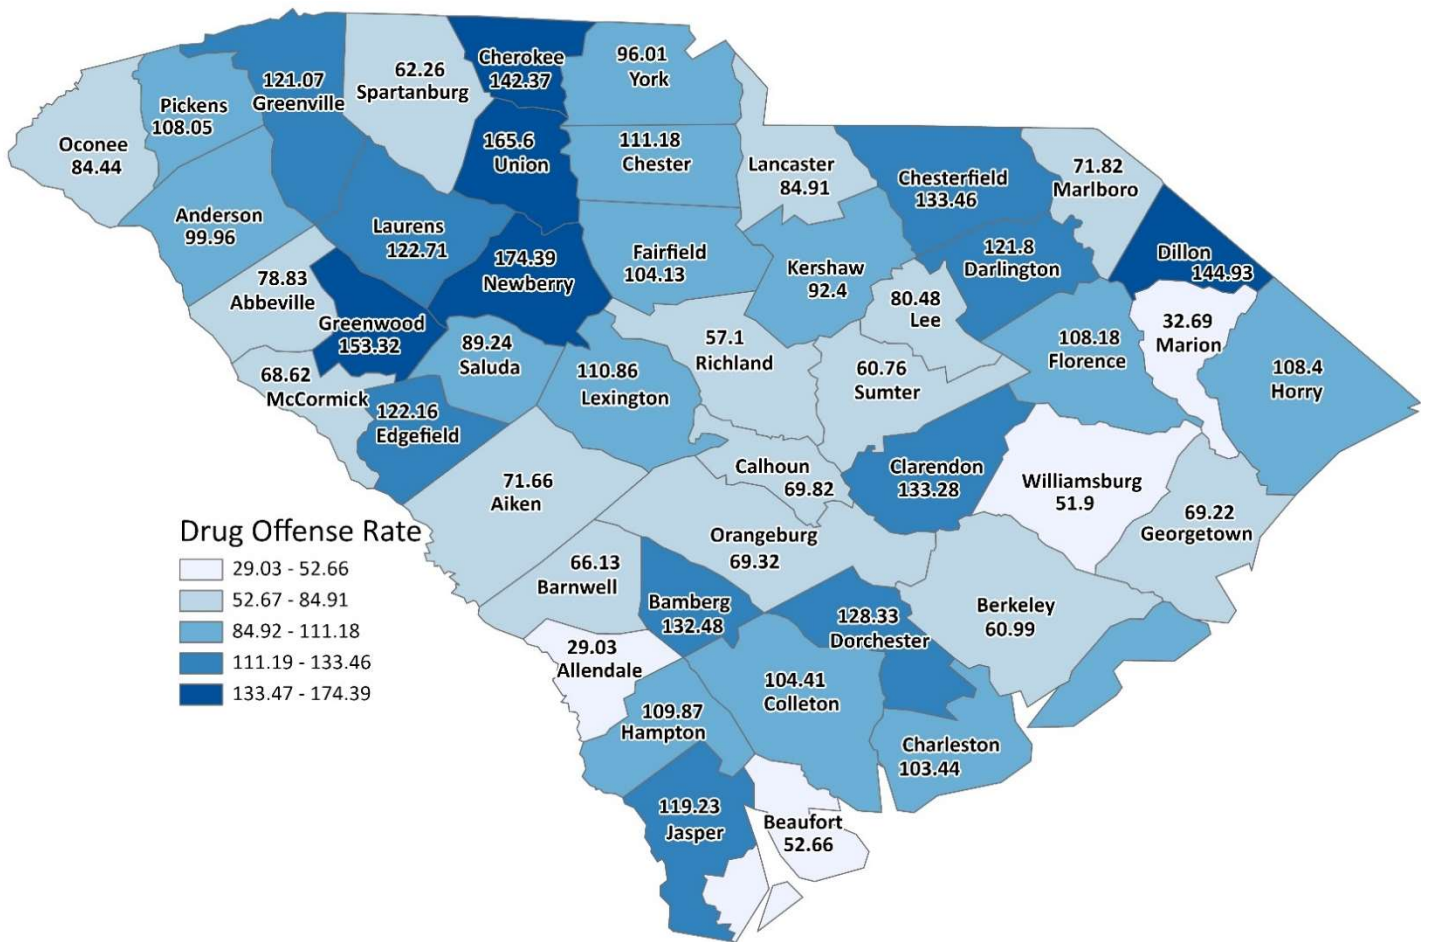 Cherokee
142.37
96.01
York
62.26
Spartanburg
121.07
Greenville
Pickens
108.05
Oconee
84.44
165.6
Union
111.18
Chester
Lancaster
84.91
Chesterfield
133.46
71.82
Marlboro
Anderson
99.96
Laurens
122.71
174.39
Newberry
Fairfield
104.13
Kershaw
92.4
121.8
Darlington
Dillon
144.93
78.83
Abbeville
Greenwood
153.32
80.48
Lee
32.69
Marion
89.24
Saluda
57.1
Richland
108.18
Florence
68.62
McCormick
110.86
Lexington
60.76
Sumter
108.4
Horry
122.16
Edgefield
71.66
Aiken
Calhoun
69.82
Clarendon
133.28
Williamsburg
51.9
69.22
Georgetown
Orangeburg
69.32
66.13
Barnwell
Bamberg
132.48
128.33
Dorchester
Berkeley
60.99
29.03
Allendale
104.41
Colleton
109.87
Hampton
Charleston
103.44
119.23
Jasper
Beaufort
52.66
Drug Offense Rate
29.03 - 52.66
52.67 - 84.91
84.92 - 111.18
111.19 - 133.46
133.47 - 174.39